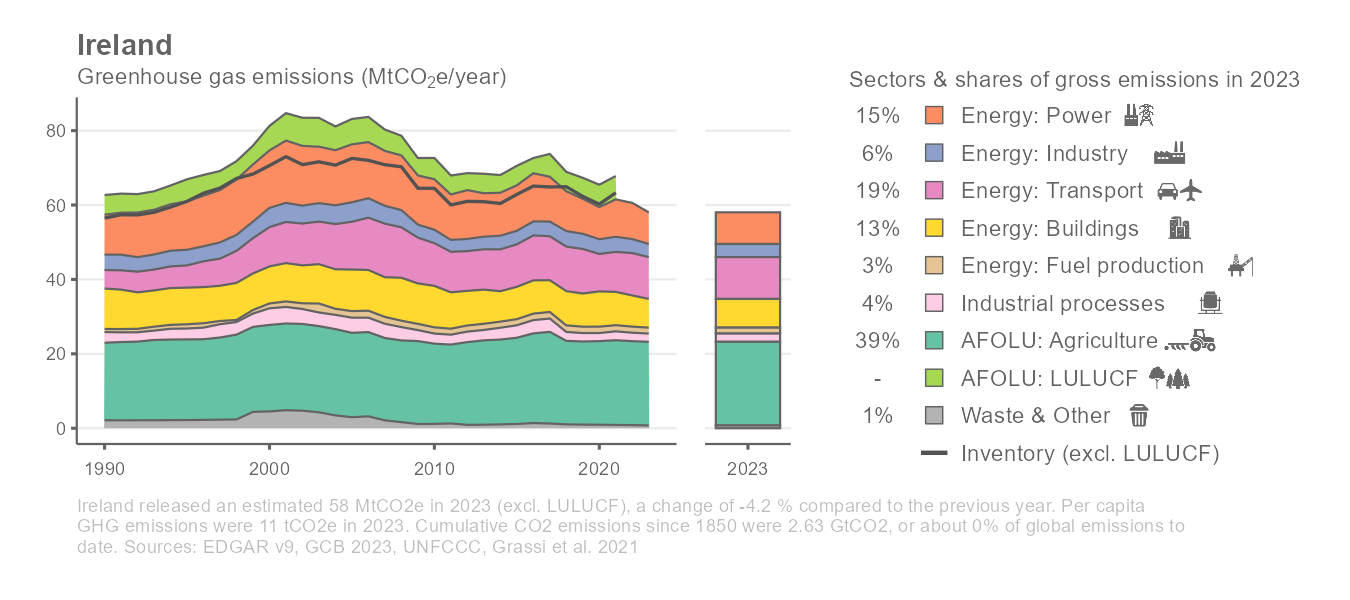 Ireland
Greenhouse gas emissions (MtCO₂e/year)
80
60
40
20
0
1990
2000
2010
2020
2023
Sectors & shares of gross emissions in 2023
15% Energy: Power
6% Energy: Industry
19% Energy: Transport
13% Energy: Buildings
3% Energy: Fuel production
4% Industrial processes
39% AFOLU: Agriculture
- AFOLU: LULUCF
1% Waste & Other
Inventory (excl. LULUCF)
Ireland released an estimated 58 MtCO2e in 2023 (excl. LULUCF), a change of -4.2 % compared to the previous year. Per capita
GHG emissions were 11 tCO2e in 2023. Cumulative CO2 emissions since 1850 were 2.63 GtCO2, or about 0% of global emissions to
date. Sources: EDGAR v9, GCB 2023, UNFCCC, Grassi et al. 2021